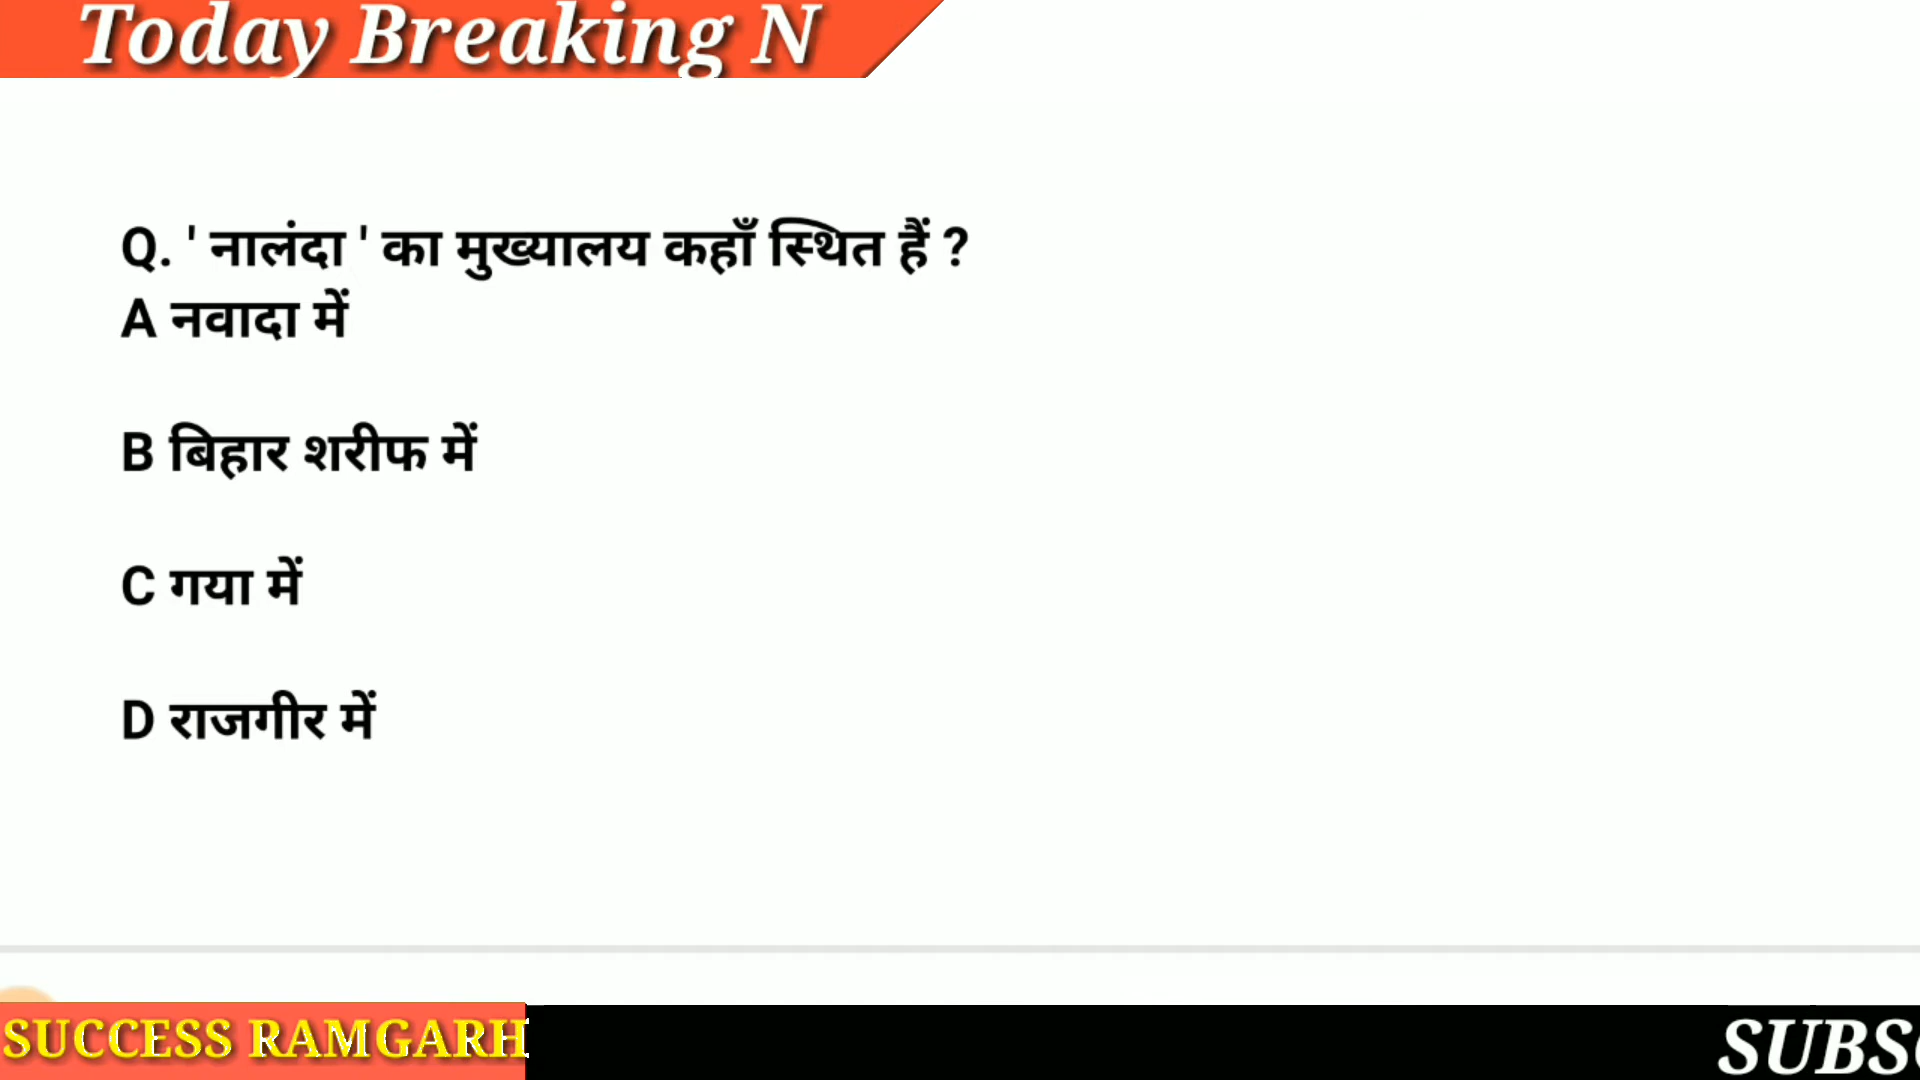 Today Breaking N
Q. ' नालंदा ' का मुख्यालय कहाँ स्थित हैं ?
A नवादा में
B बिहार शरीफ में
C गया में
D राजगीर में
SUCCESS RAMGARH
SUBS